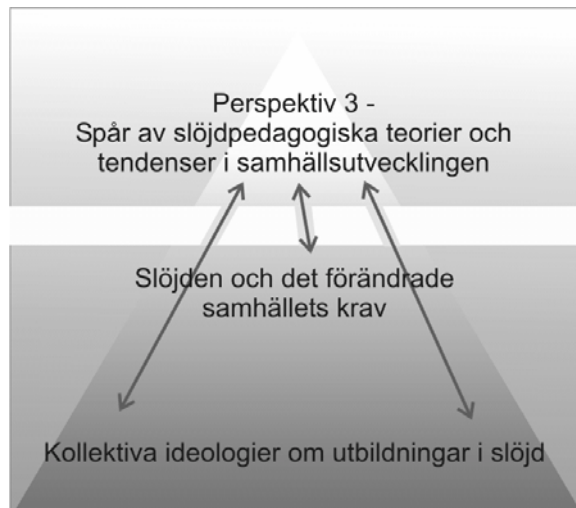 Perspektiv 3 -
Spår av slöjdpedagogiska teorier och
tendenser i samhällsutvecklingen
Slöjden och det förändrade
samhällets krav
Kollektiva ideologier om utbildningar i slöjd